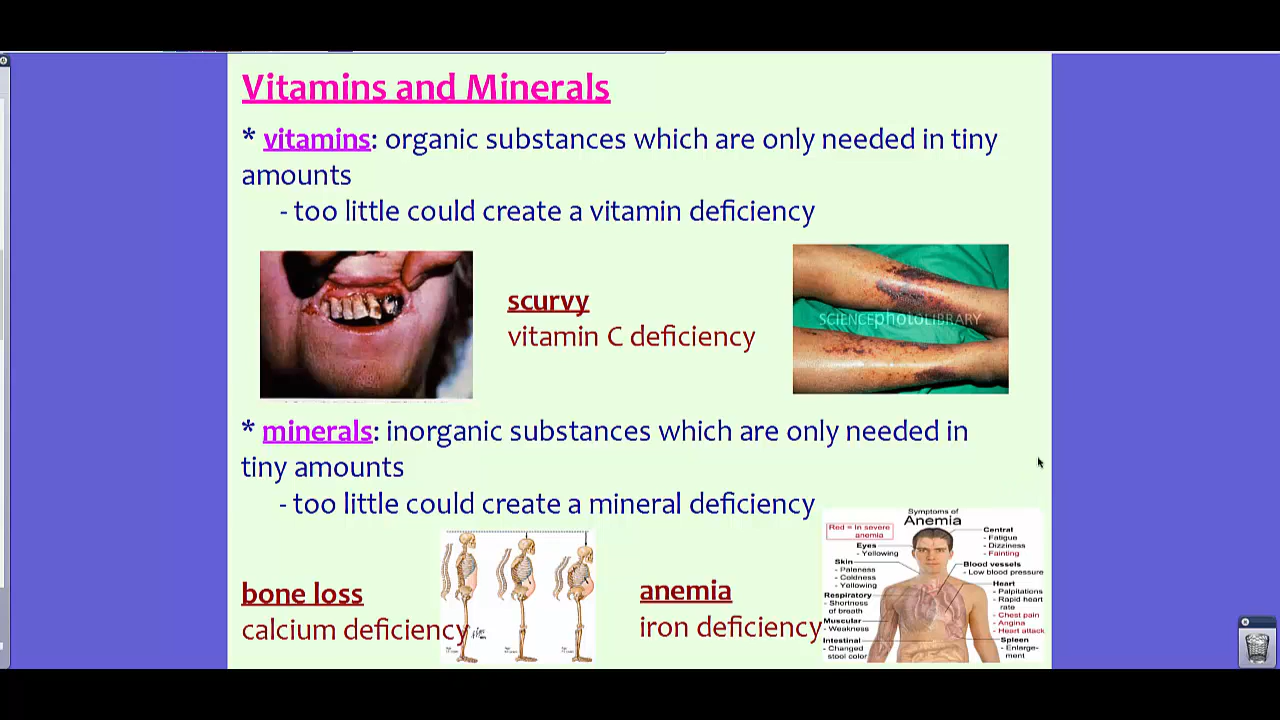 Vitamins and Minerals
* vitamins: organic substances which are only needed in tiny
amounts
- too little could create a vitamin deficiency
scurvy
vitamin C deficiency
SCIENCEphotoLIBRARY
* minerals: inorganic substances which are only needed in
tiny amounts
- too little could create a mineral deficiency
bone loss
calcium deficiency
anemia
iron deficiency
Symptoms of
Anemia
Red = In severe
anemia
Eyes
- Yellowing
Skin
- Paleness
- Coldness
- Yellowing
Respiratory
- Shortness
of breath
Muscular
- Weakness
Intestinal
- Changed
stool color
Central
- Fatigue
- Dizziness
- Fainting
Blood vessels
- Low blood pressure
Heart
- Palpitations
- Rapid heart
rate
- Chest pain
- Angina
- Heart attack
Spleen
- Enlarge-
ment